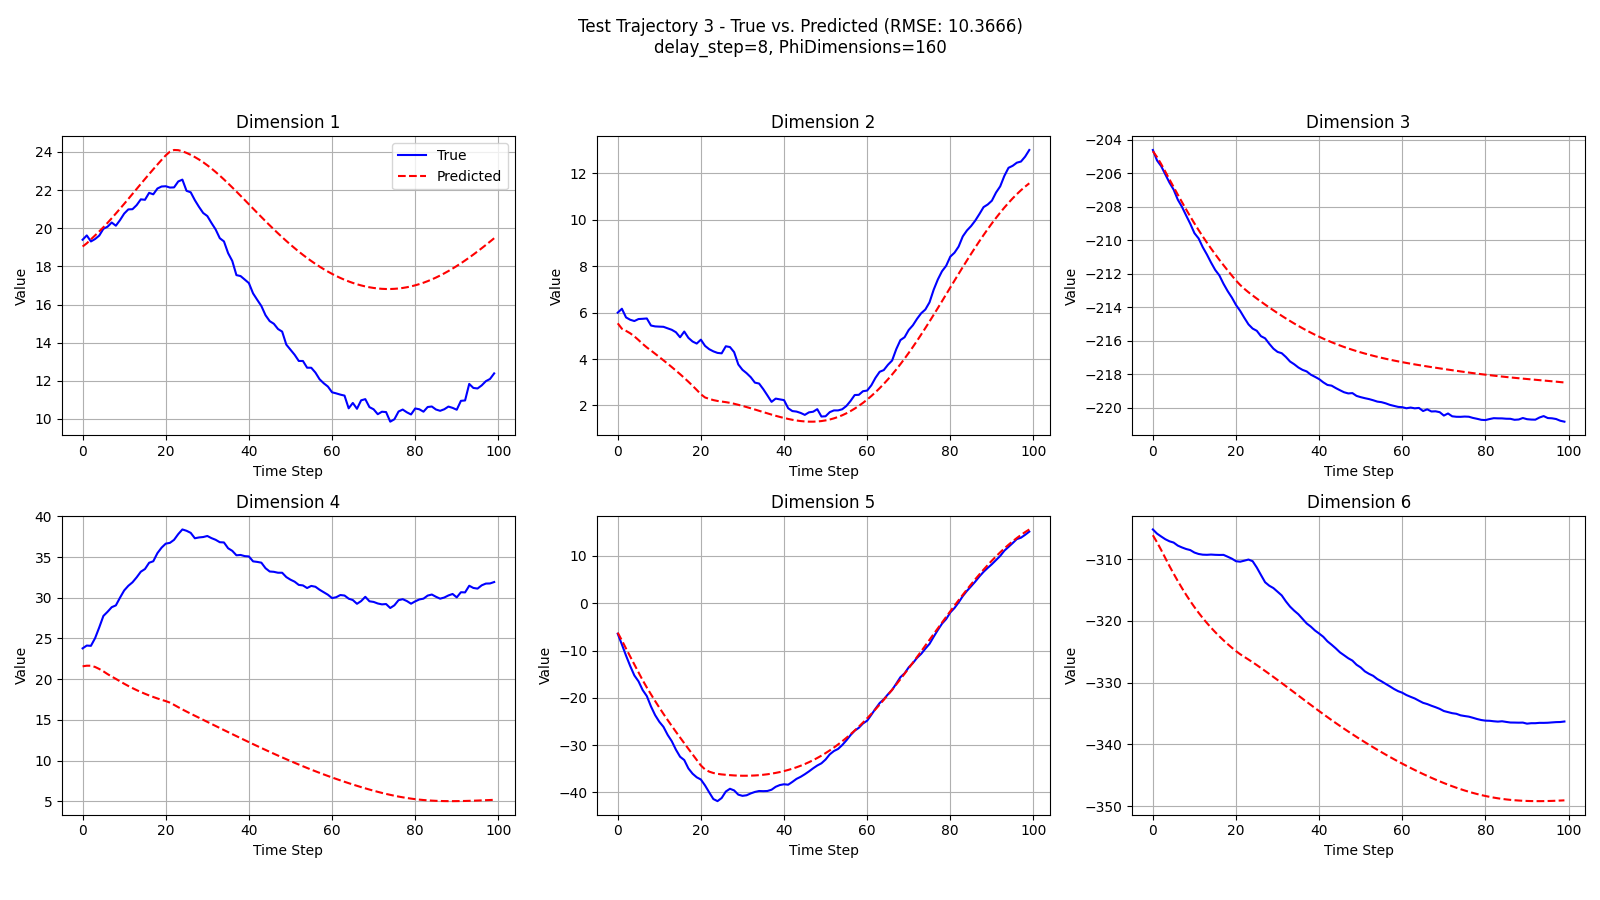 Test Trajectory 3 - True vs. Predicted (RMSE: 10.3666)
delay_step=8, PhiDimensions=160
Dimension 1
24
22
20
18
16
14
12
10
Value
0 20 40 60 80 100
Time Step
True
Predicted
Dimension 2
12
10
8
6
4
2
Value
0 20 40 60 80 100
Time Step
Dimension 3
−204
−206
−208
−210
−212
−214
−216
−218
−220
Value
0 20 40 60 80 100
Time Step
Dimension 4
40
35
30
25
20
15
10
5
Value
0 20 40 60 80 100
Time Step
Dimension 5
10
0
−10
−20
−30
−40
Value
0 20 40 60 80 100
Time Step
Dimension 6
−310
−320
−330
−340
−350
Value
0 20 40 60 80 100
Time Step